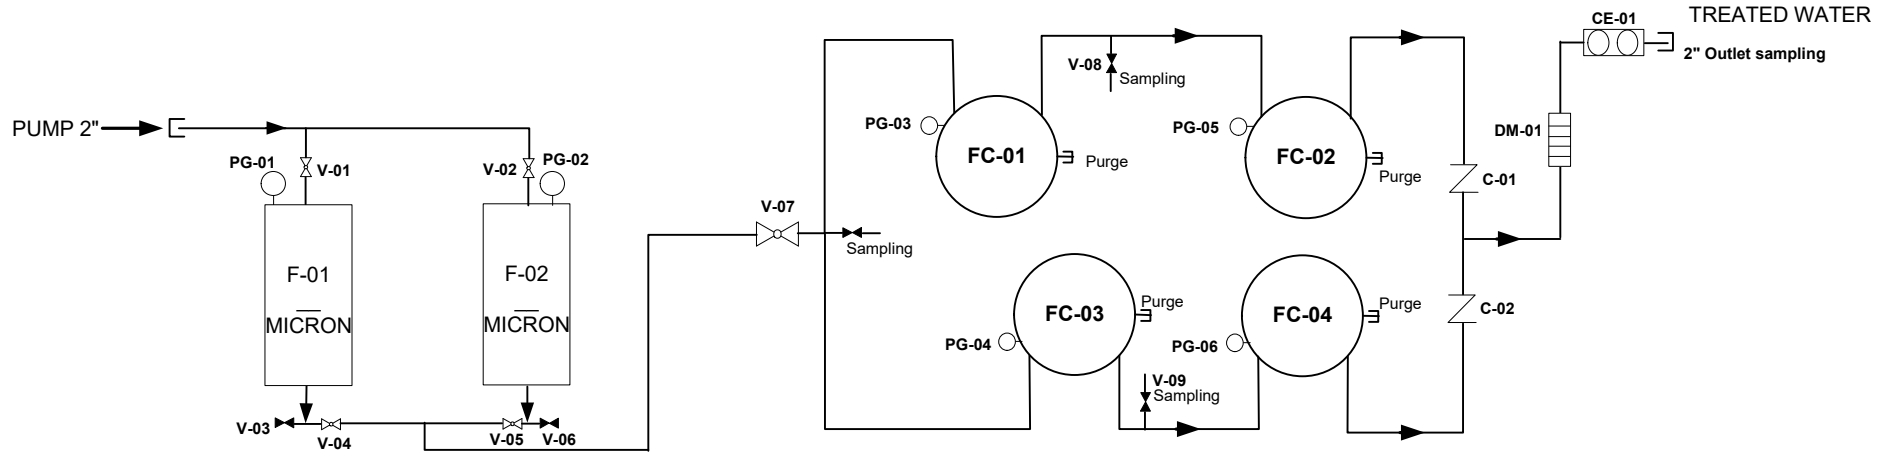 TREATED WATER
CE-01
2" Outlet sampling
V-08
Sampling
PUMP 2"
PG-03
PG-05
DM-01
PG-01
V-01
V-02
PG-02
FC-01
Purge
FC-02
Purge
C-01
V-07
Sampling
F-01
MICRON
F-02
MICRON
FC-03
Purge
FC-04
Purge
C-02
PG-04
PG-06
V-09
Sampling
V-03
V-04
V-05
V-06